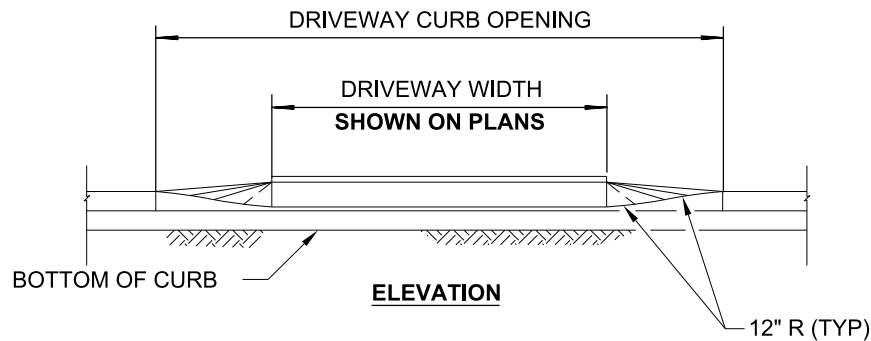 DRIVEWAY CURB OPENING
DRIVEWAY WIDTH
SHOWN ON PLANS
BOTTOM OF CURB
ELEVATION
12" R (TYP)